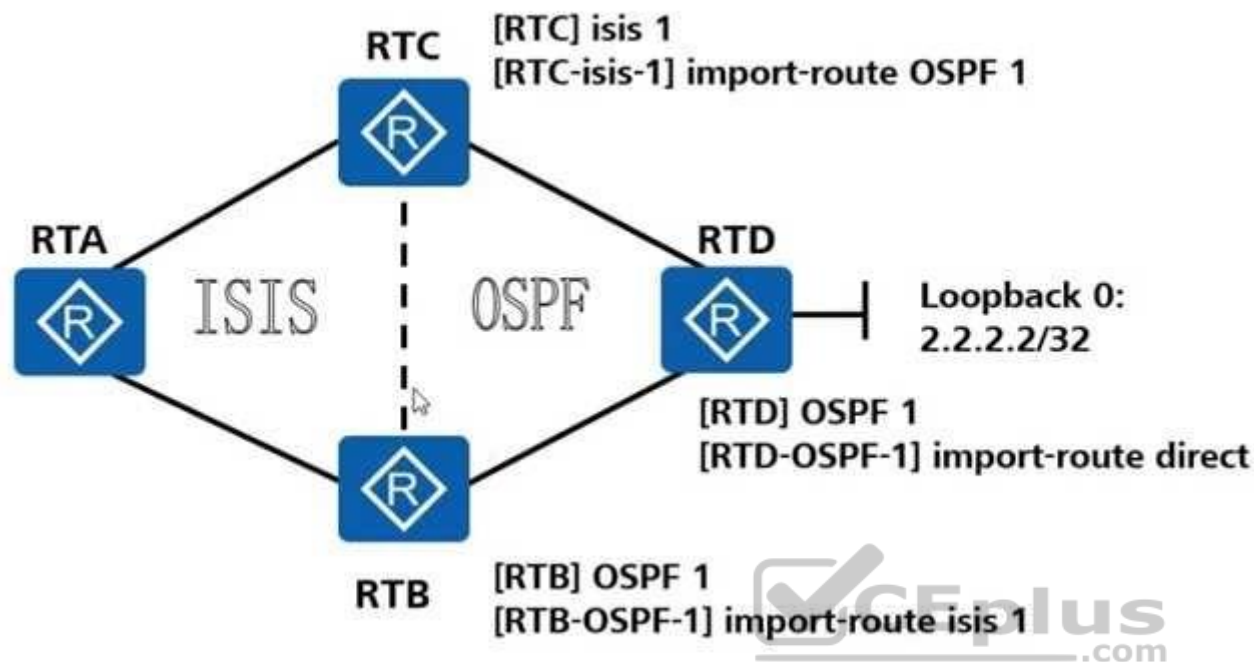 RTC
[RTC] isis 1
[RTC-isis-1] import-route OSPF 1
R
RTA
R
ISIS
OSPF
RTD
R
Loopback 0:
2.2.2.2/32
[RTD] OSPF 1
[RTD-OSPF-1] import-route direct
R
RTB
[RTB] OSPF 1
[RTB-OSPF-1] import-route isis 1
CEplus
.com